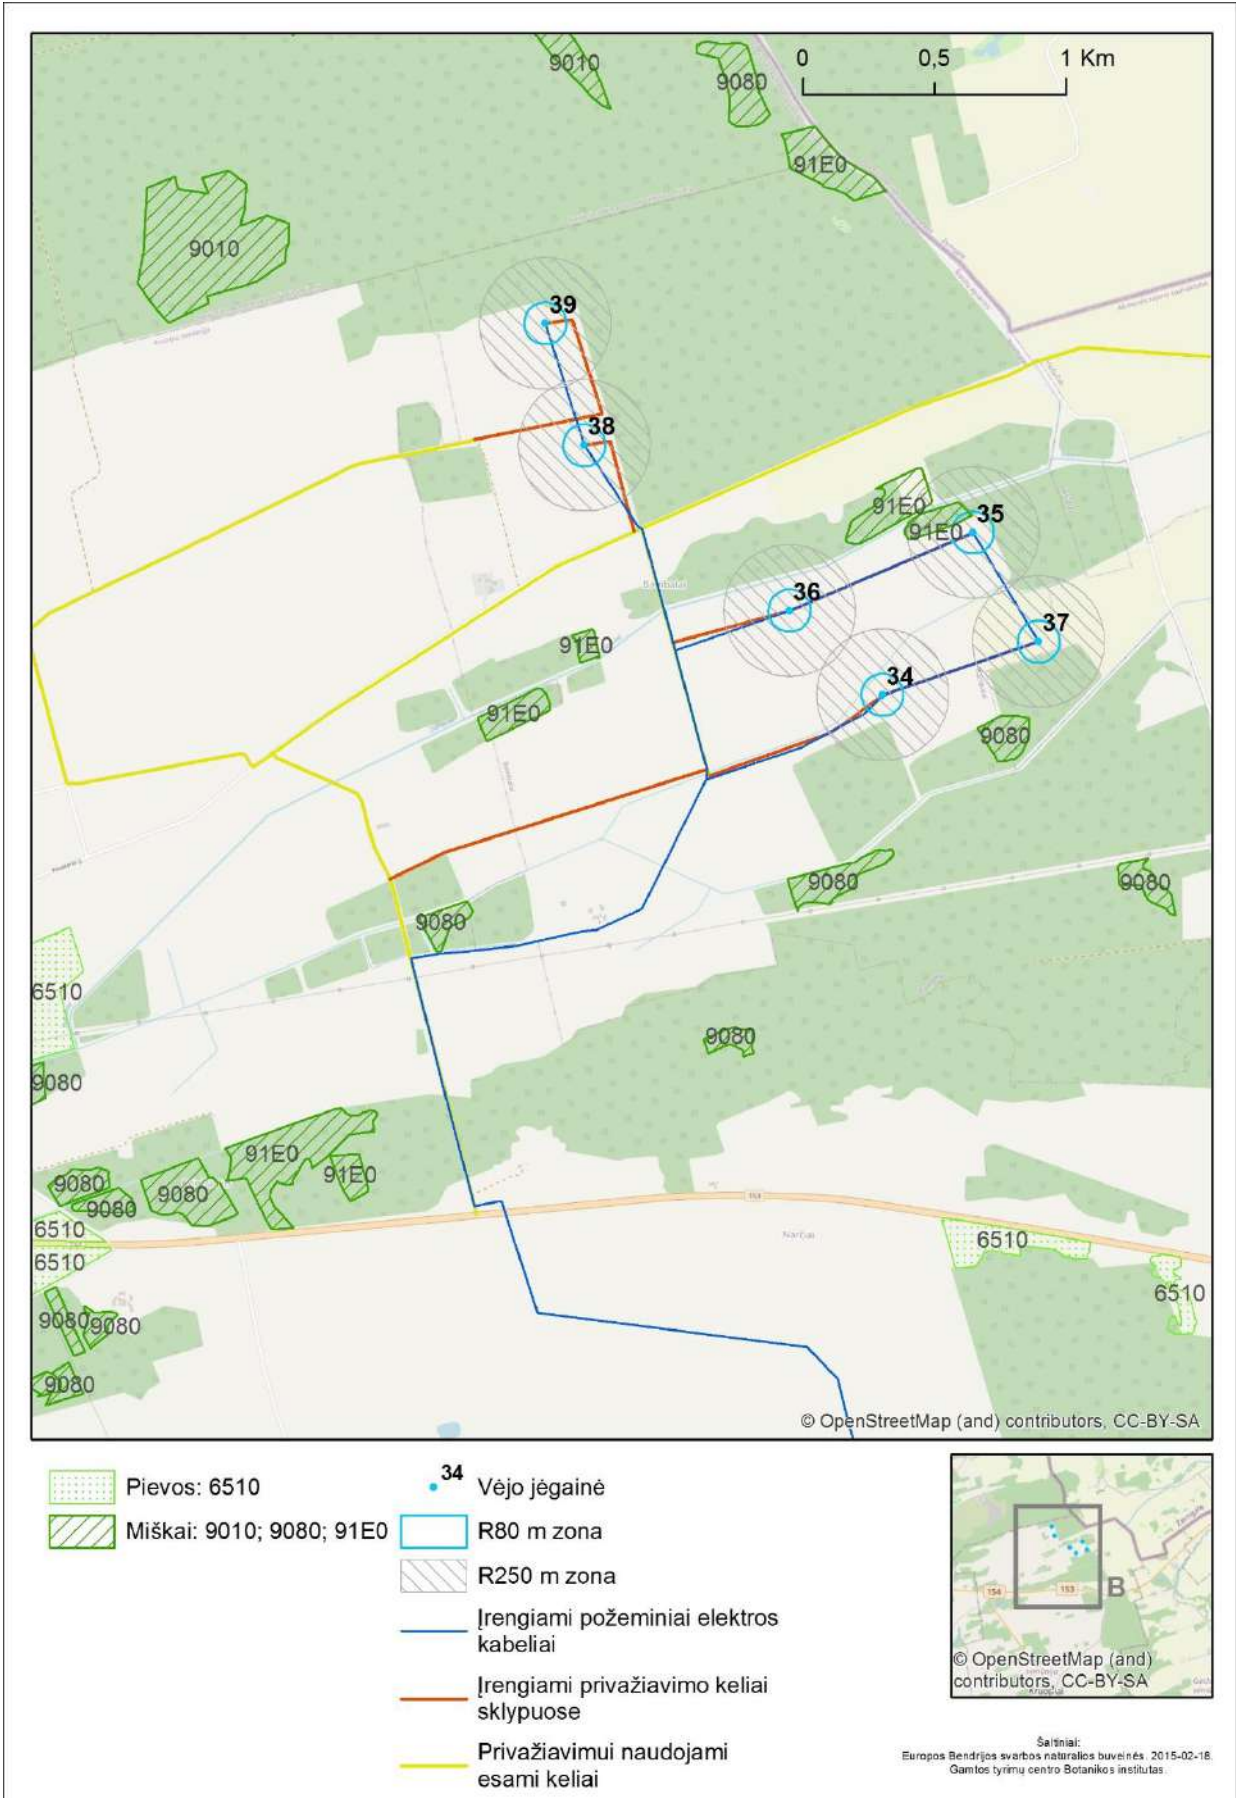 0 0,5 1 Km
9010
9080
91E0
9010
39
38
91E0
35
91E0
36
37
91E0
34
91E0
9080
9080
9080
9080
6510
9080
9080
91E0
91E0
9080
9080
9080
6510
153
Narčiai
6510
6510
6510
9080
9080
9080
© OpenStreetMap (and) contributors, CC-BY-SA
Pievos: 6510
Miškai: 9010; 9080; 91E0
34
Vėjo jėgainė
R80 m zona
R250 m zona
Įrengiami požeminiai elektros
kabeliai
Įrengiami privažiavimo keliai
sklypuose
Privažiavimui naudojami
esami keliai
154
153
B
© OpenStreetMap (and)
contributors, CC-BY-SA
Šaltiniai:
Europos Bendrijos svarbos natūralios buveinės. 2015-02-18.
Gamtos tyrimų centro Botanikos institutas.